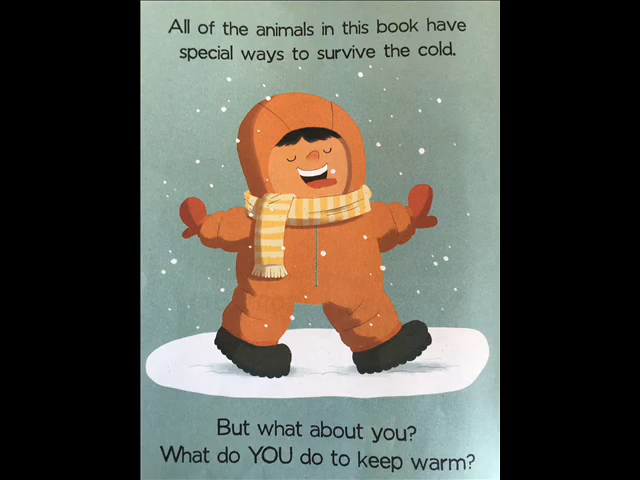 All of the animals in this book have
special ways to survive the cold.
But what about you?
What do YOU do to keep warm?